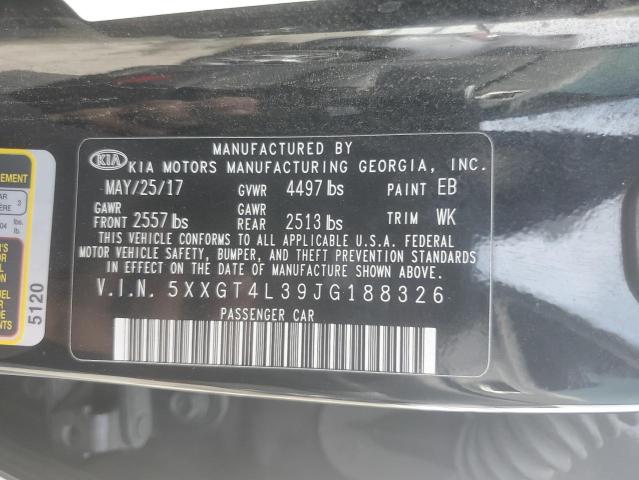 MANUFACTURED BY
KIA KIA MOTORS MANUFACTURING GEORGIA, INC.
MAY/25/17 GVWR 4497 lbs PAINT EB
GAWR FRONT 2557 lbs GAWR REAR 2513 lbs TRIM WK
THIS VEHICLE CONFORMS TO ALL APPLICABLE U.S.A. FEDERAL
MOTOR VEHICLE SAFETY, BUMPER, AND THEFT PREVENTION STANDARDS
IN EFFECT ON THE DATE OF MANUFACTURE SHOWN ABOVE.
V.I.N. 5XXGT4L39JG188326
PASSENGER CAR
5120